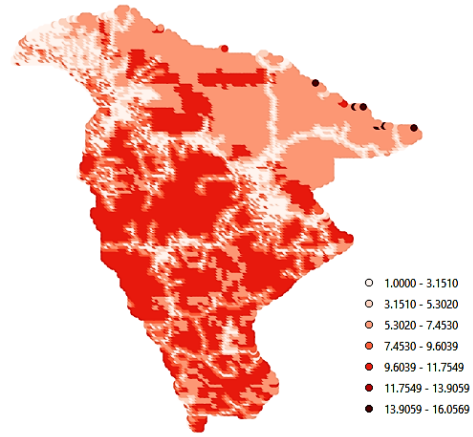 1.0000 - 3.1510
3.1510 - 5.3020
5.3020 - 7.4530
7.4530 - 9.6039
9.6039 - 11.7549
11.7549 - 13.9059
13.9059 - 16.0569